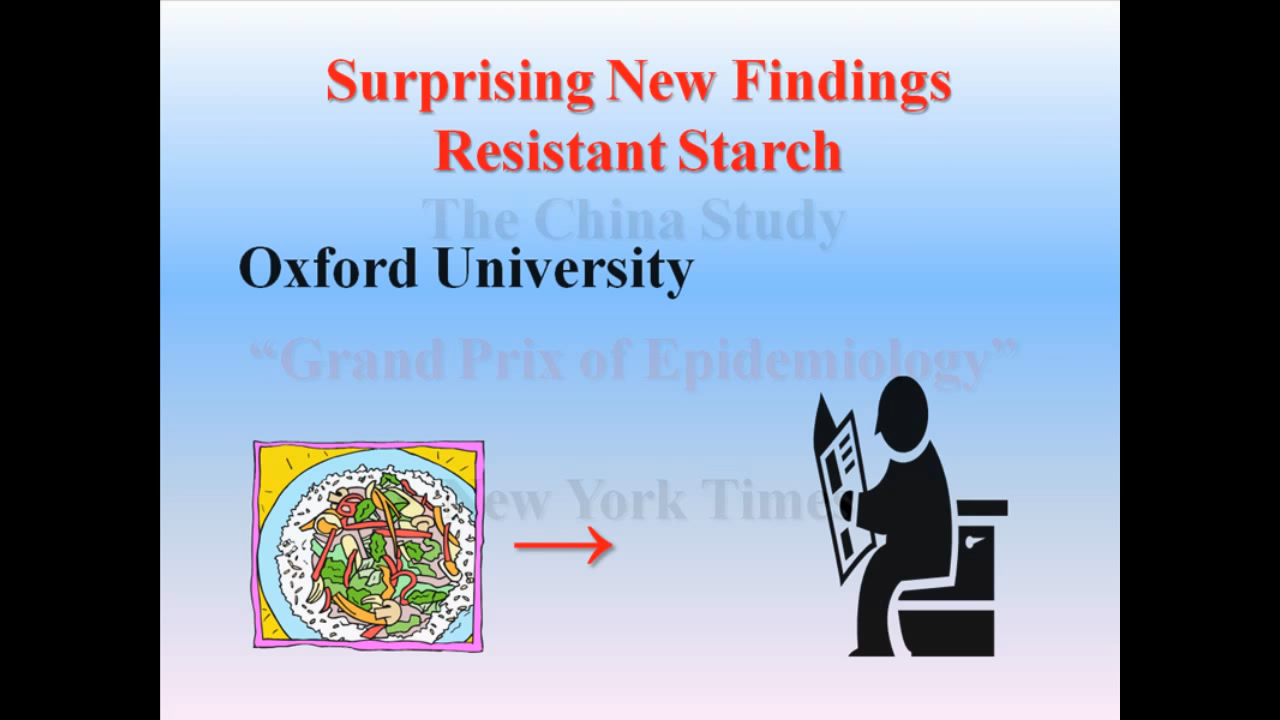 Surprising New Findings
Resistant Starch
The China Study
Oxford University
“Grand Prix of Epidemiology”
New York Times